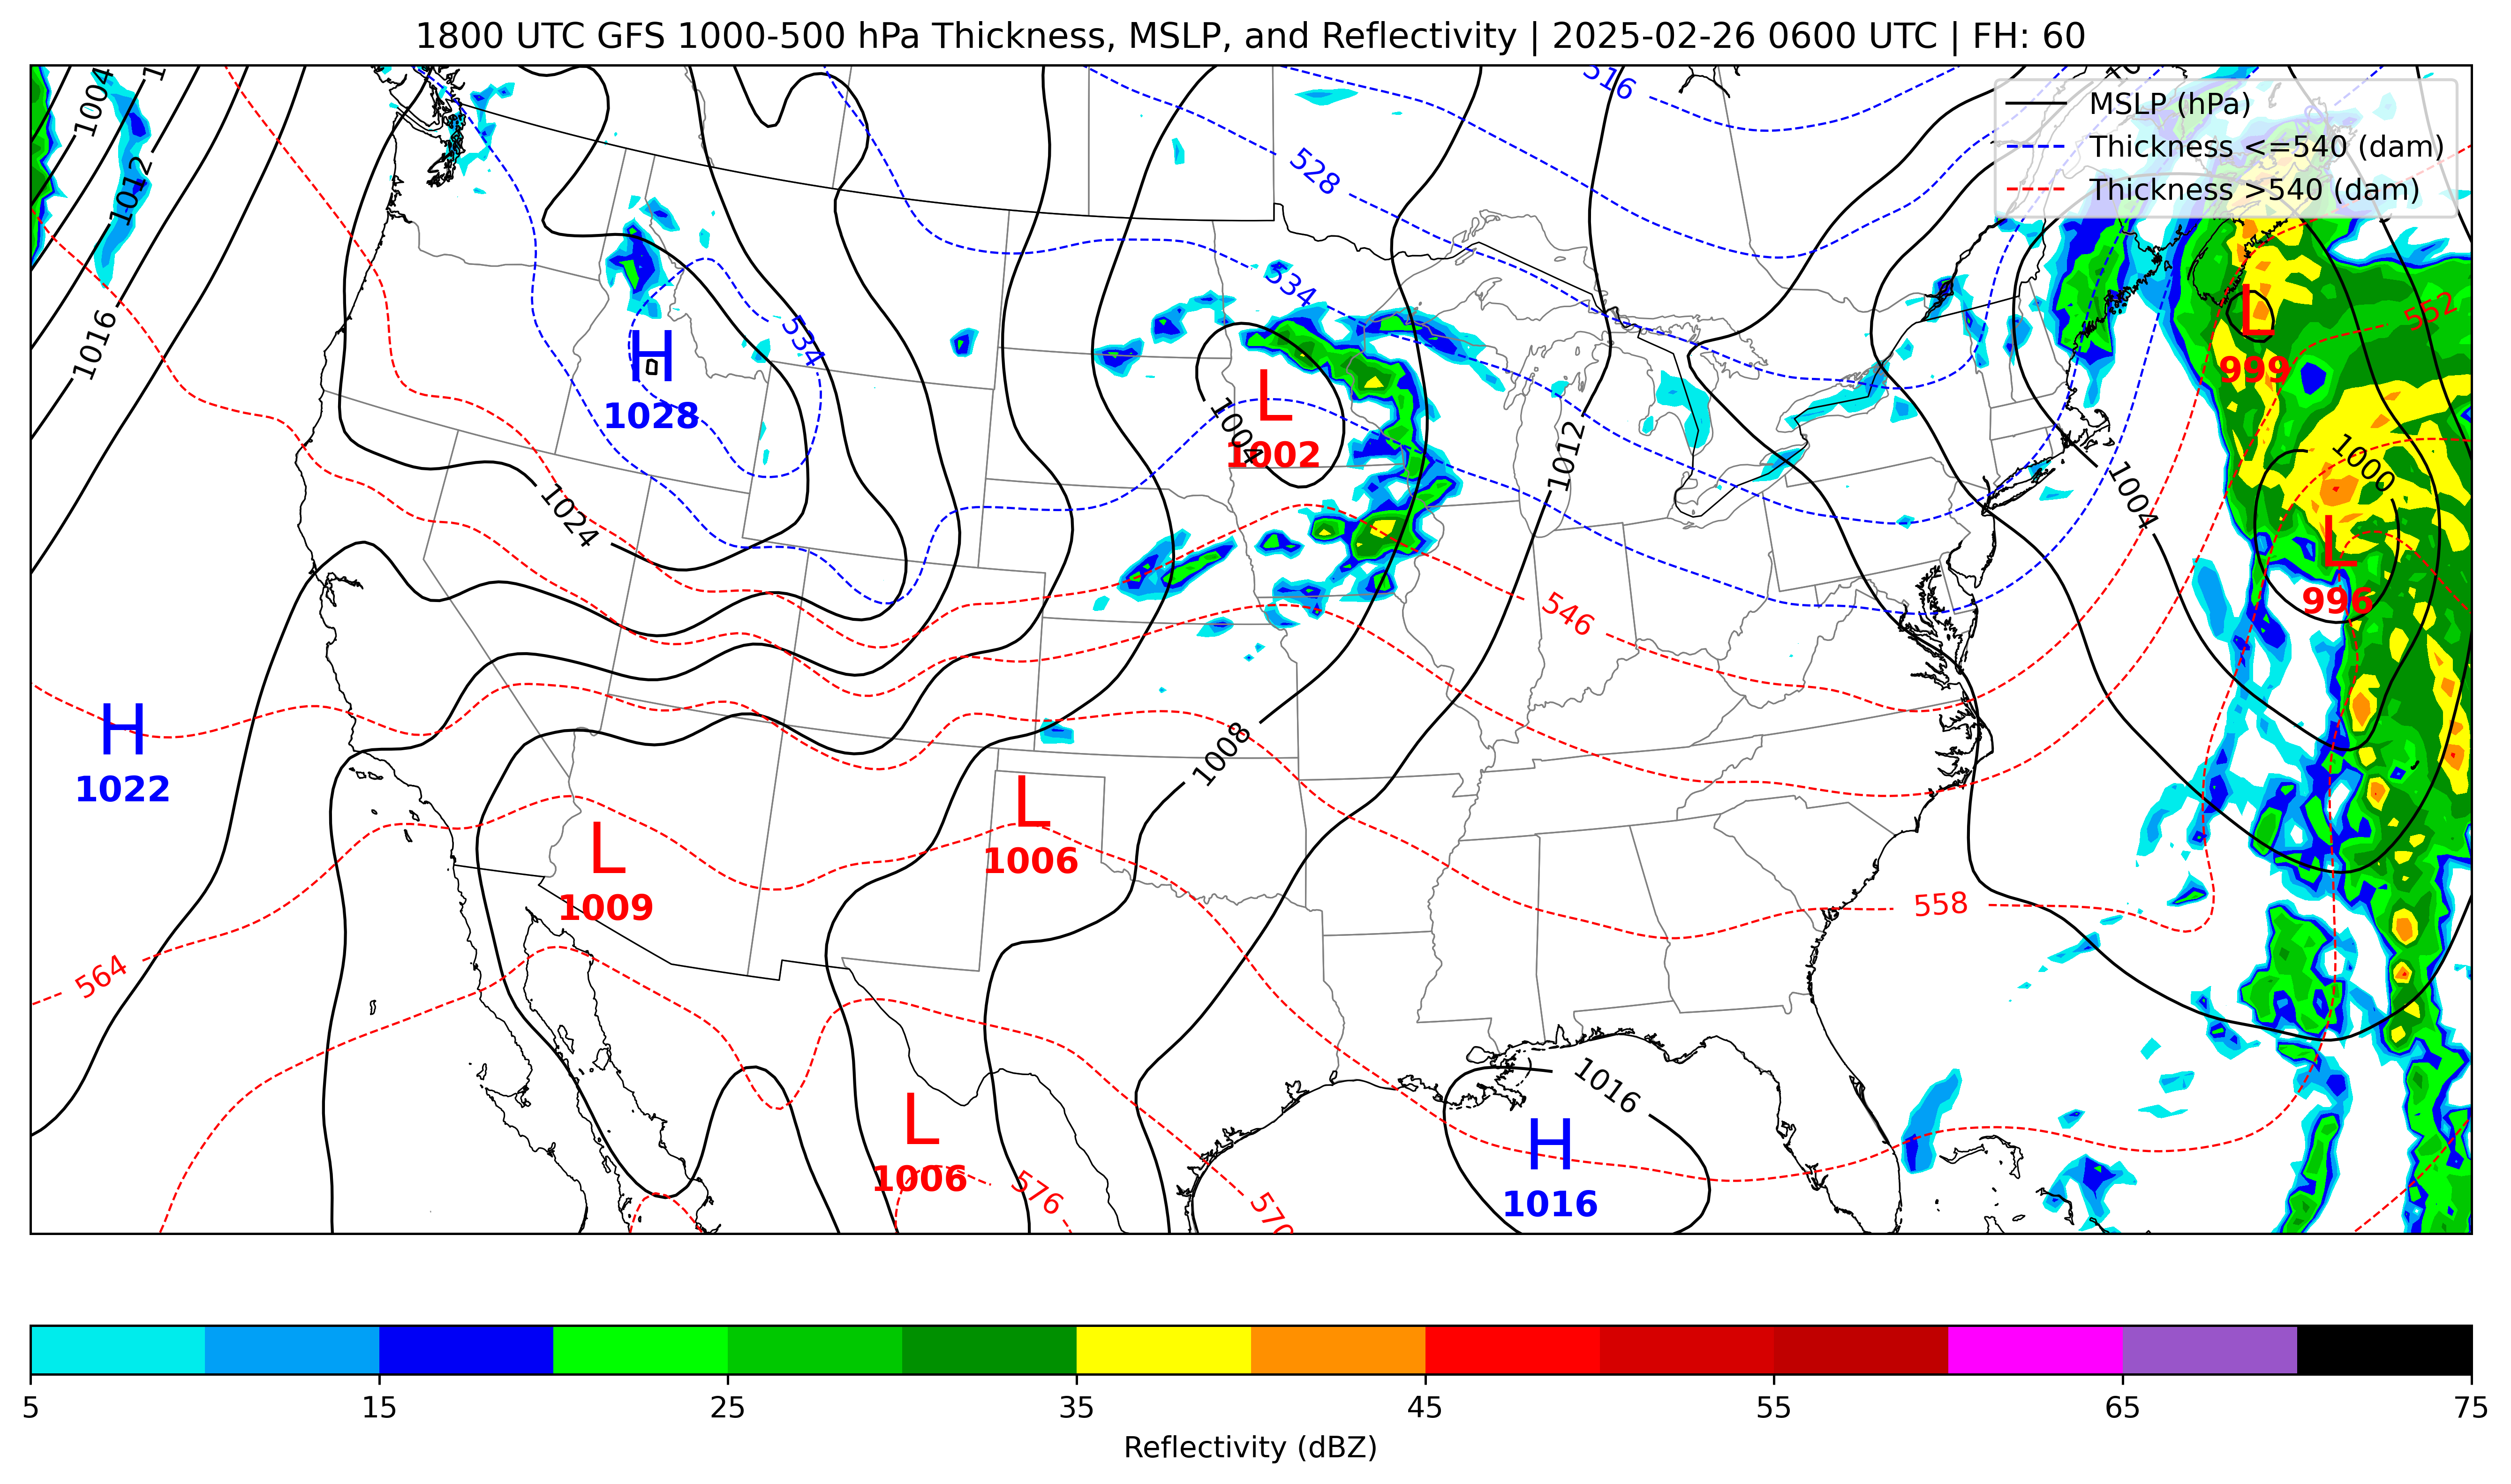 1800 UTC GFS 1000-500 hPa Thickness, MSLP, and Reflectivity | 2025-02-26 0600 UTC | FH: 60
MSLP (hPa)
Thickness <=540 (dam)
Thickness >540 (dam)
1004
1012
1016
516
528
534
534
552
L
999
H
1028
L
1002
1004
1012
1000
1004
L
996
1024
546
H
1022
1008
L
1006
L
1009
558
564
L
1006
576
570
1016
H
1016
5 15 25 35 45 55 65 75
Reflectivity (dBZ)